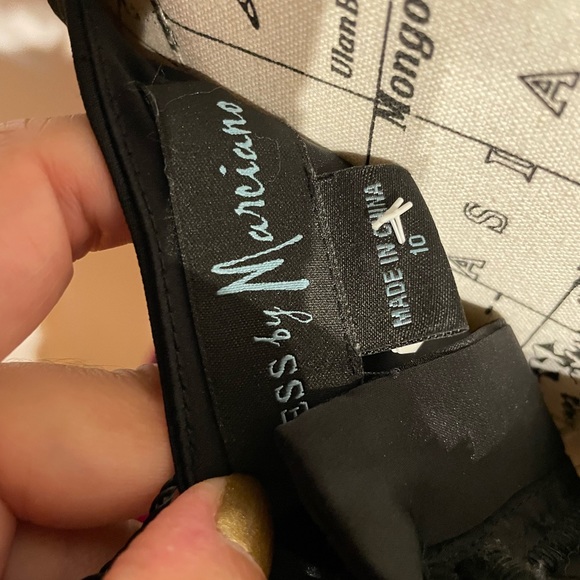 ESS by Marciano
MADE IN CHINA
10
Ulan B
Mongo
A
S
I
A